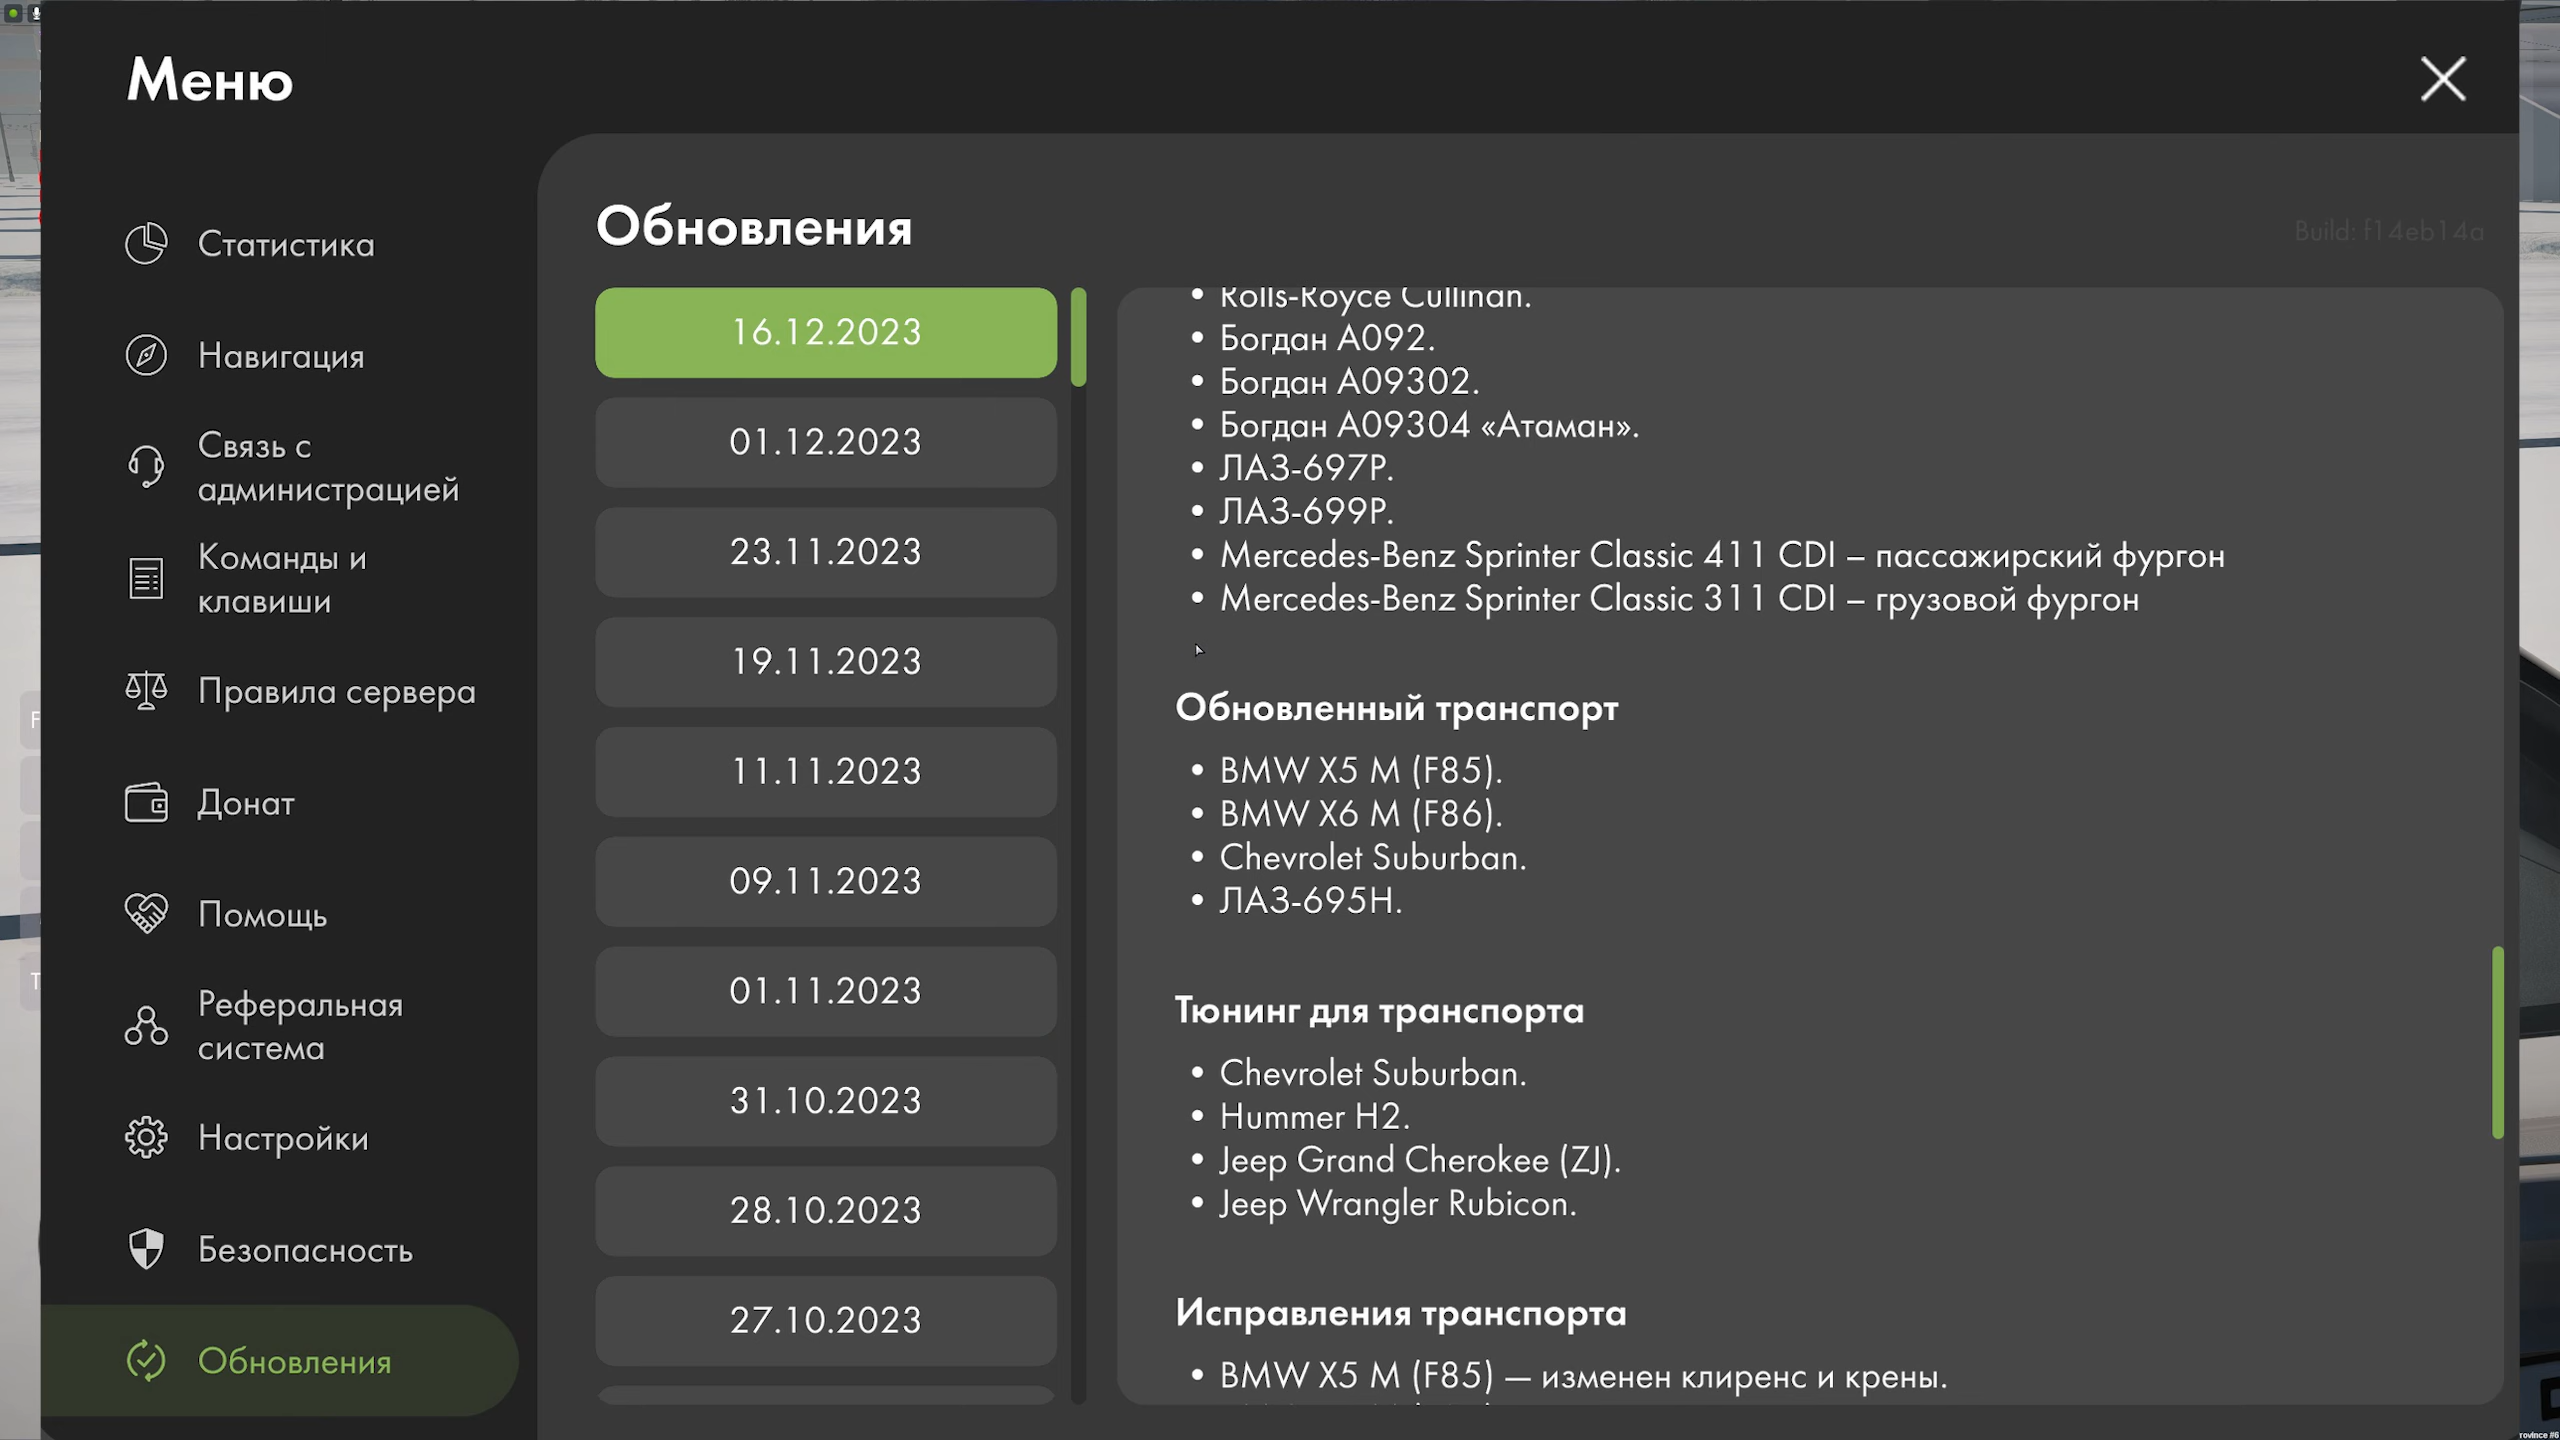 Меню
Статистика
Навигация
Связь с
администрацией
Команды и
клавиши
Правила сервера
Донат
Помощь
Реферальная
система
Настройки
Безопасность
Обновления
Обновления
Build: f14eb14a
16.12.2023
01.12.2023
23.11.2023
19.11.2023
11.11.2023
09.11.2023
01.11.2023
31.10.2023
28.10.2023
27.10.2023
• Rolls-Royce Cullinan.
• Богдан А092.
• Богдан А09302.
• Богдан А09304 «Атаман».
• ЛАЗ-697Р.
• ЛАЗ-699Р.
• Mercedes-Benz Sprinter Classic 411 CDI – пассажирский фургон
• Mercedes-Benz Sprinter Classic 311 CDI – грузовой фургон
Обновленный транспорт
• BMW X5 M (F85).
• BMW X6 M (F86).
• Chevrolet Suburban.
• ЛАЗ-695Н.
Тюнинг для транспорта
• Chevrolet Suburban.
• Hummer H2.
• Jeep Grand Cherokee (ZJ).
• Jeep Wrangler Rubicon.
Исправления транспорта
• BMW X5 M (F85) — изменен клиренс и крены.